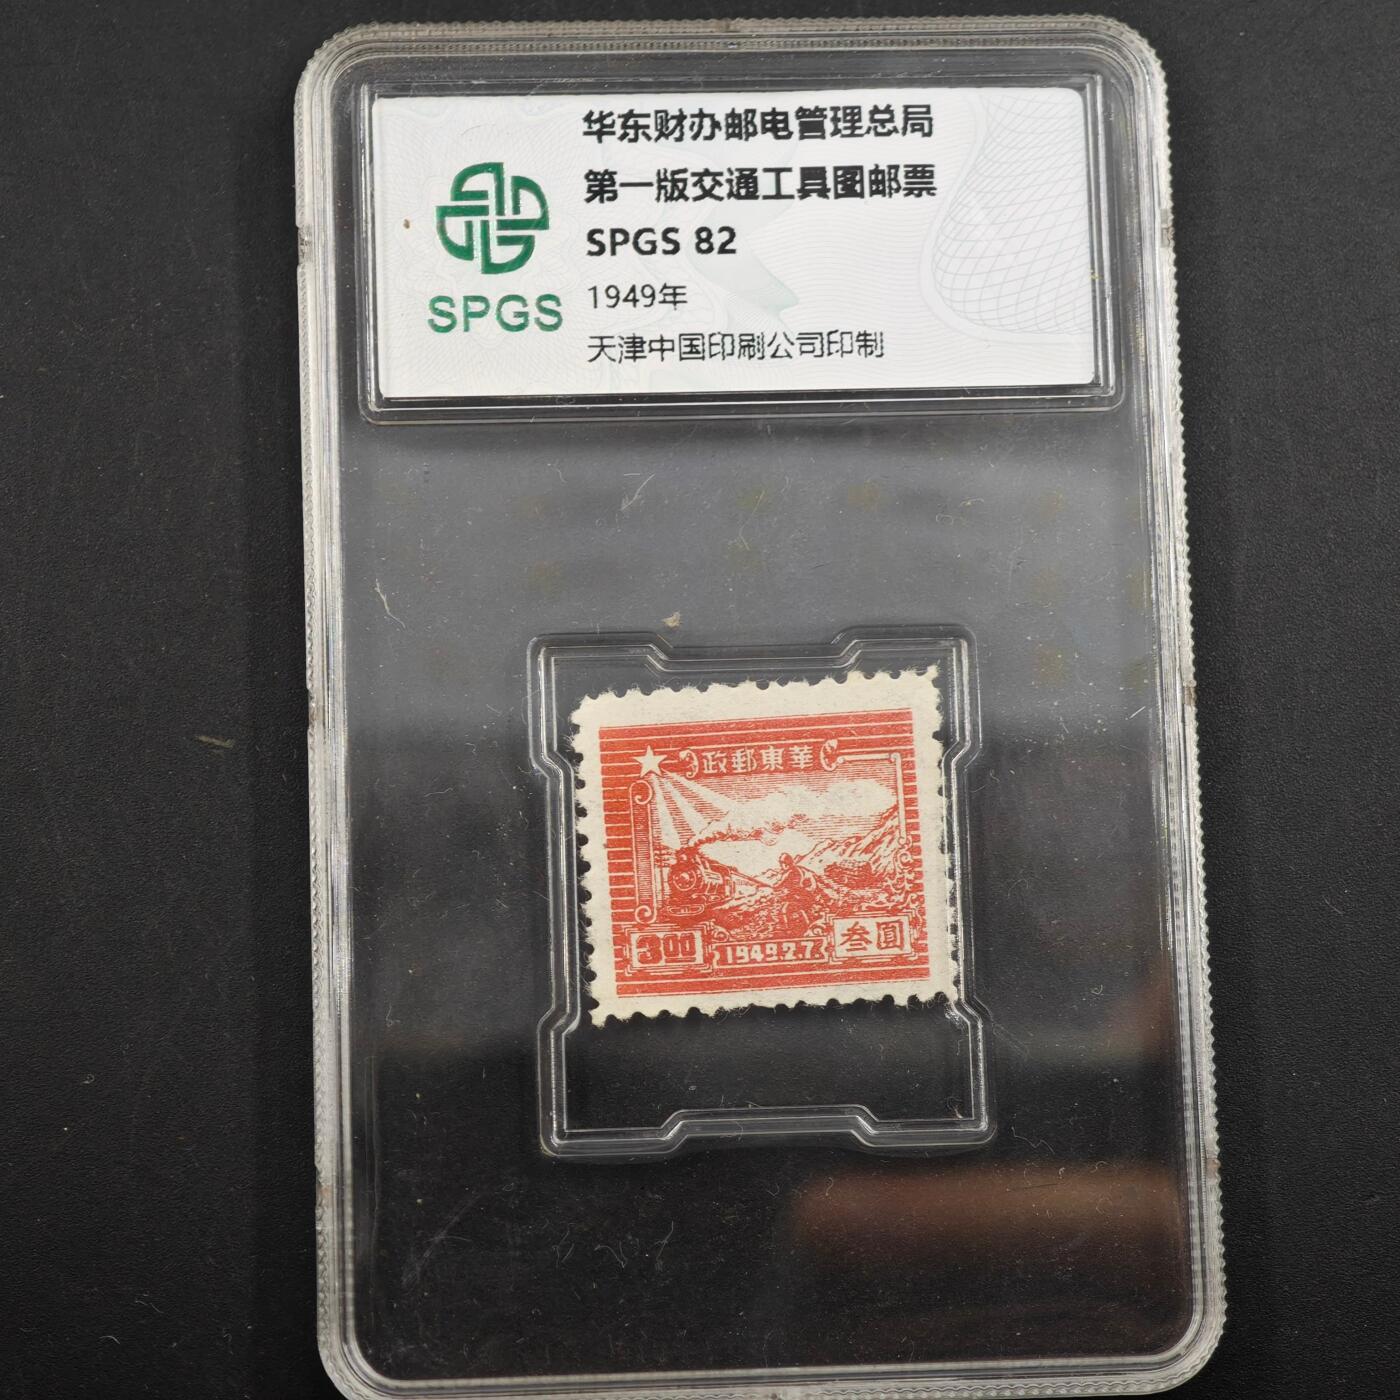 华东财办邮电管理总局
第一版交通工具图邮票
SPGS 82
1949年
天津中国印刷公司印制
SPGS
政郵東華
300
1949.2.7.
叁圓